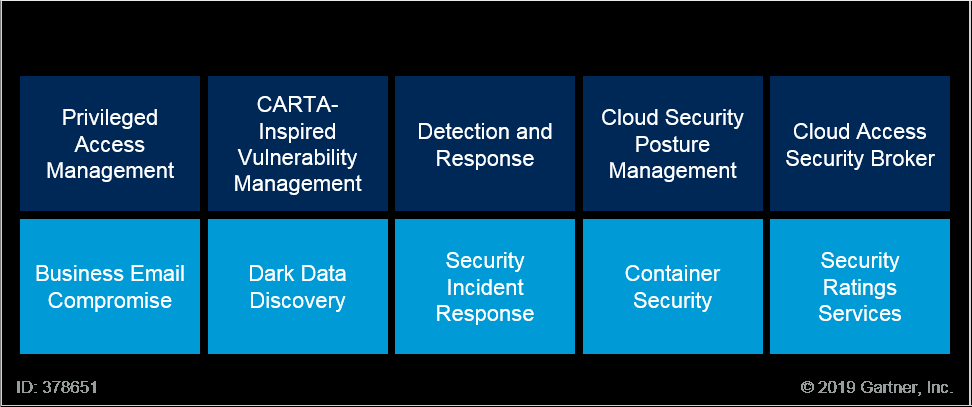 Privileged
Access
Management
CARTA-
Inspired
Vulnerability
Management
Detection and
Response
Cloud Security
Posture
Management
Cloud Access
Security Broker
Business Email
Compromise
Dark Data
Discovery
Security
Incident
Response
Container
Security
Security
Ratings
Services
ID: 378651
© 2019 Gartner, Inc.